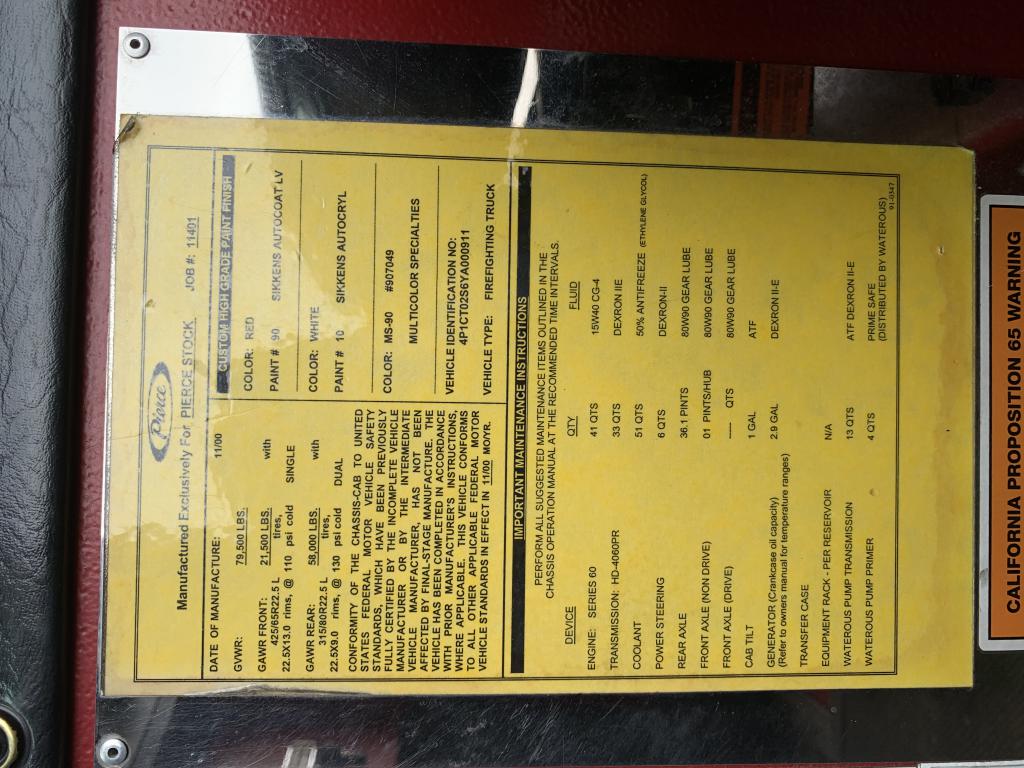 Pierce
Manufactured Exclusively For PIERCE STOCK JOB #: 11401
DATE OF MANUFACTURE: 11/00
GVWR: 79,500 LBS.
GAWR FRONT: 21,500 LBS. with
425/65R22.5 L tires,
22.5X13.0 rims, @ 110 psi cold SINGLE
GAWR REAR: 58,000 LBS. with
315/80R22.5 L tires,
22.5X9.0 rims, @ 130 psi cold DUAL
CONFORMITY OF THE CHASSIS-CAB TO UNITED
STATES FEDERAL MOTOR VEHICLE SAFETY
STANDARDS, WHICH HAVE BEEN PREVIOUSLY
FULLY CERTIFIED BY THE INCOMPLETE VEHICLE
MANUFACTURER OR BY THE INTERMEDIATE
VEHICLE MANUFACTURER, HAS NOT BEEN
AFFECTED BY FINAL-STAGE MANUFACTURE. THE
VEHICLE HAS BEEN COMPLETED IN ACCORDANCE
WITH PRIOR MANUFACTURER'S INSTRUCTIONS,
WHERE APPLICABLE. THIS VEHICLE CONFORMS
TO ALL OTHER APPLICABLE FEDERAL MOTOR
VEHICLE STANDARDS IN EFFECT IN 11/00 MO/YR.
CUSTOM HIGH GRADE PAINT FINISH
COLOR: RED
PAINT # 90 SIKKENS AUTOCOAT LV
COLOR: WHITE
PAINT # 10 SIKKENS AUTOCRYL
COLOR: MS-90 #907049
MULTICOLOR SPECIALTIES
VEHICLE IDENTIFICATION NO:
4P1CT02S6YA000911
VEHICLE TYPE: FIREFIGHTING TRUCK
IMPORTANT MAINTENANCE INSTRUCTIONS
PERFORM ALL SUGGESTED MAINTENANCE ITEMS OUTLINED IN THE
CHASSIS OPERATION MANUAL AT THE RECOMMENDED TIME INTERVALS.
DEVICE QTY FLUID
ENGINE: SERIES 60 41 QTS 15W40 CG-4
TRANSMISSION: HD-4060PR 33 QTS DEXRON IIE
COOLANT 51 QTS 50% ANTIFREEZE (ETHYLENE GLYCOL)
POWER STEERING 6 QTS DEXRON-II
REAR AXLE 36.1 PINTS 80W90 GEAR LUBE
FRONT AXLE (NON DRIVE) 01 PINTS/HUB 80W90 GEAR LUBE
FRONT AXLE (DRIVE) ---- QTS 80W90 GEAR LUBE
CAB TILT 1 GAL ATF
GENERATOR (Crankcase oil capacity) 2.9 GAL DEXRON II-E
(Refer to owners manual for temperature ranges)
TRANSFER CASE
EQUIPMENT RACK - PER RESERVOIR N/A
WATEROUS PUMP TRANSMISSION 13 QTS ATF DEXRON II-E
WATEROUS PUMP PRIMER 4 QTS PRIME SAFE
(DISTRIBUTED BY WATEROUS)
91-0347
CALIFORNIA PROPOSITION 65 WARNING